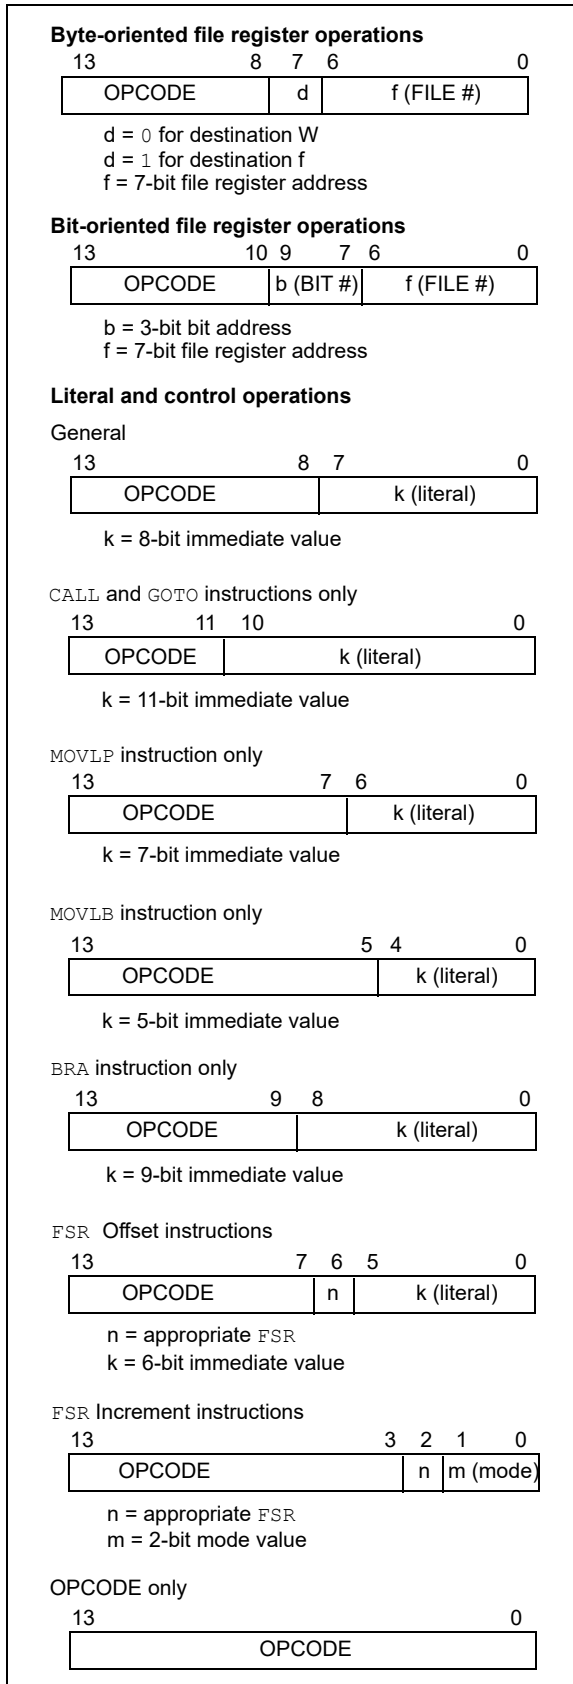 Byte-oriented file register operations
13 8 7 6 0
OPCODE d f (FILE #)
d = 0 for destination W
d = 1 for destination f
f = 7-bit file register address
Bit-oriented file register operations
13 10 9 7 6 0
OPCODE b (BIT #) f (FILE #)
b = 3-bit bit address
f = 7-bit file register address
Literal and control operations
General
13 8 7 0
OPCODE k (literal)
k = 8-bit immediate value
CALL and GOTO instructions only
13 11 10 0
OPCODE k (literal)
k = 11-bit immediate value
MOVLP instruction only
13 7 6 0
OPCODE k (literal)
k = 7-bit immediate value
MOVLB instruction only
13 5 4 0
OPCODE k (literal)
k = 5-bit immediate value
BRA instruction only
13 9 8 0
OPCODE k (literal)
k = 9-bit immediate value
FSR Offset instructions
13 7 6 5 0
OPCODE n k (literal)
n = appropriate FSR
k = 6-bit immediate value
FSR Increment instructions
13 3 2 1 0
OPCODE n m (mode)
n = appropriate FSR
m = 2-bit mode value
OPCODE only
13 0
OPCODE